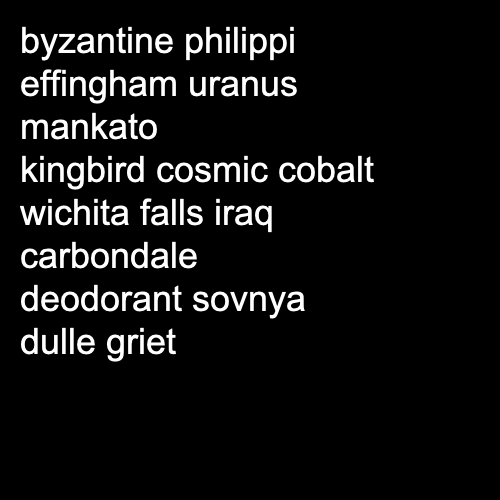 byzantine philippi
effingham uranus
mankato
kingbird cosmic cobalt
wichita falls iraq
carbondale
deodorant sovnya
dulle griet